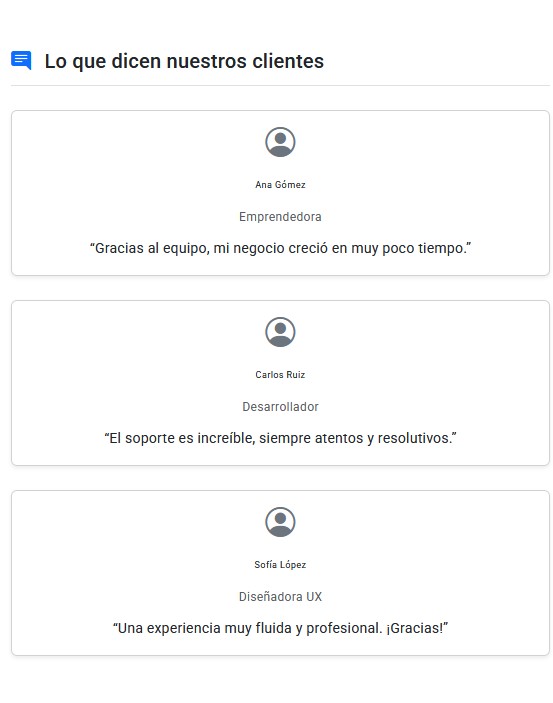 Lo que dicen nuestros clientes
Ana Gómez
Emprendedora
“Gracias al equipo, mi negocio creció en muy poco tiempo.”
Carlos Ruiz
Desarrollador
“El soporte es increíble, siempre atentos y resolutivos.”
Sofía López
Diseñadora UX
“Una experiencia muy fluida y profesional. ¡Gracias!”